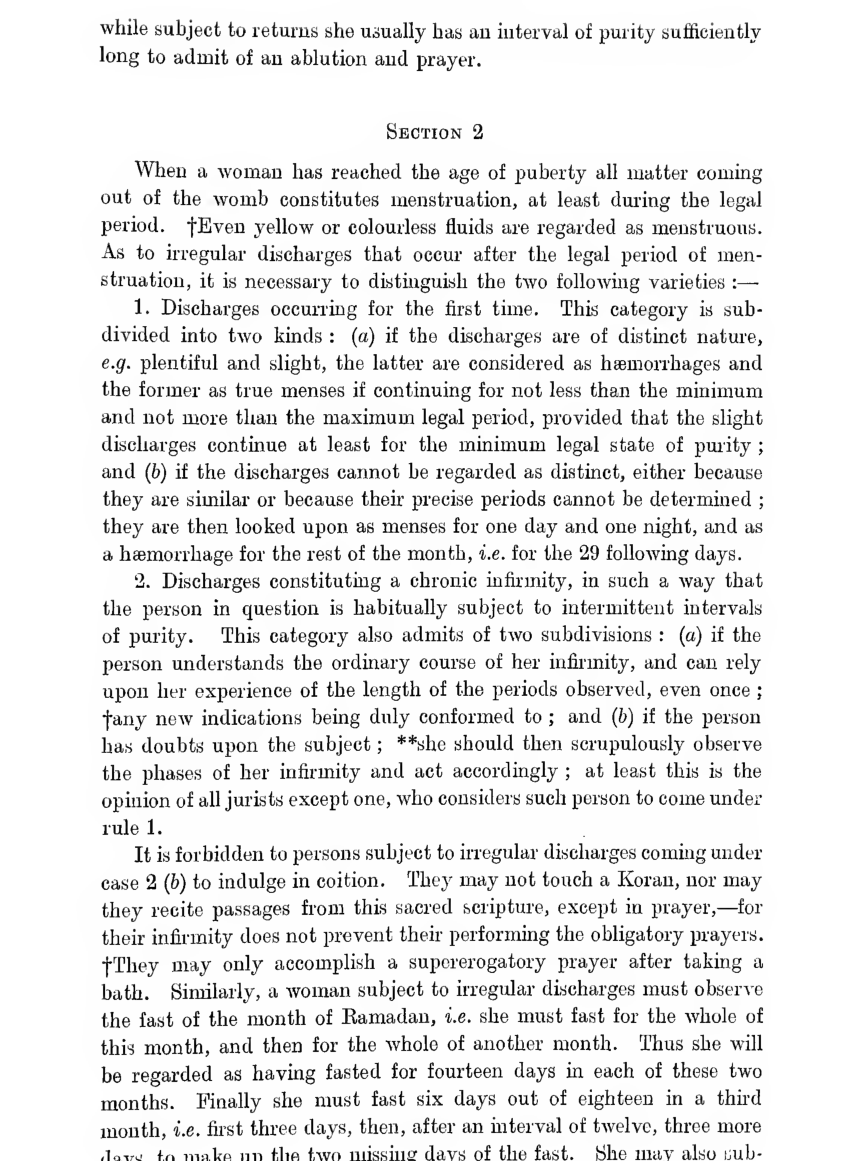 while subject to returns she usually has an interval of purity sufficiently
long to admit of an ablution and prayer.
Section 2
When a woman has reached the age of puberty all matter coming
out of the womb constitutes menstruation, at least during the legal
period. †Even yellow or colourless fluids are regarded as menstruous.
As to irregular discharges that occur after the legal period of men-
struation, it is necessary to distinguish the two following varieties :—
1. Discharges occurring for the first time. This category is sub-
divided into two kinds : (a) if the discharges are of distinct nature,
e.g. plentiful and slight, the latter are considered as hæmorrhages and
the former as true menses if continuing for not less than the minimum
and not more than the maximum legal period, provided that the slight
discharges continue at least for the minimum legal state of purity ;
and (b) if the discharges cannot be regarded as distinct, either because
they are similar or because their precise periods cannot be determined ;
they are then looked upon as menses for one day and one night, and as
a hæmorrhage for the rest of the month, i.e. for the 29 following days.
2. Discharges constituting a chronic infirmity, in such a way that
the person in question is habitually subject to intermittent intervals
of purity. This category also admits of two subdivisions : (a) if the
person understands the ordinary course of her infirmity, and can rely
upon her experience of the length of the periods observed, even once ;
†any new indications being duly conformed to ; and (b) if the person
has doubts upon the subject ; **she should then scrupulously observe
the phases of her infirmity and act accordingly ; at least this is the
opinion of all jurists except one, who considers such person to come under
rule 1.
It is forbidden to persons subject to irregular discharges coming under
case 2 (b) to indulge in coition. They may not touch a Koran, nor may
they recite passages from this sacred scripture, except in prayer,—for
their infirmity does not prevent their performing the obligatory prayers.
†They may only accomplish a supererogatory prayer after taking a
bath. Similarly, a woman subject to irregular discharges must observe
the fast of the month of Ramadan, i.e. she must fast for the whole of
this month, and then for the whole of another month. Thus she will
be regarded as having fasted for fourteen days in each of these two
months. Finally she must fast six days out of eighteen in a third
month, i.e. first three days, then, after an interval of twelve, three more
days, to make up the two missing days of the fast. She may also sub-